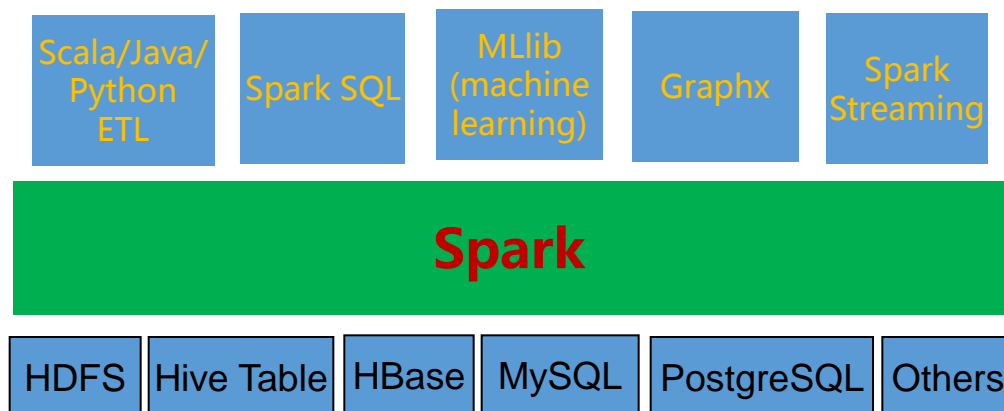 Scala/Java/
Python
ETL
Spark SQL
MLlib
(machine
learning)
Graphx
Spark
Streaming
Spark
HDFS
Hive Table
HBase
MySQL
PostgreSQL
Others